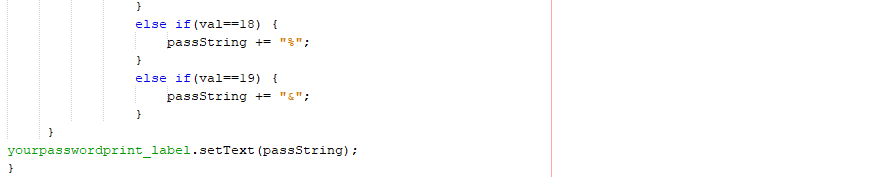 }
else if(val==18) {
passString += "%";
}
else if(val==19) {
passString += "&";
}
}
yourpasswordprint_label.setText(passString);
}